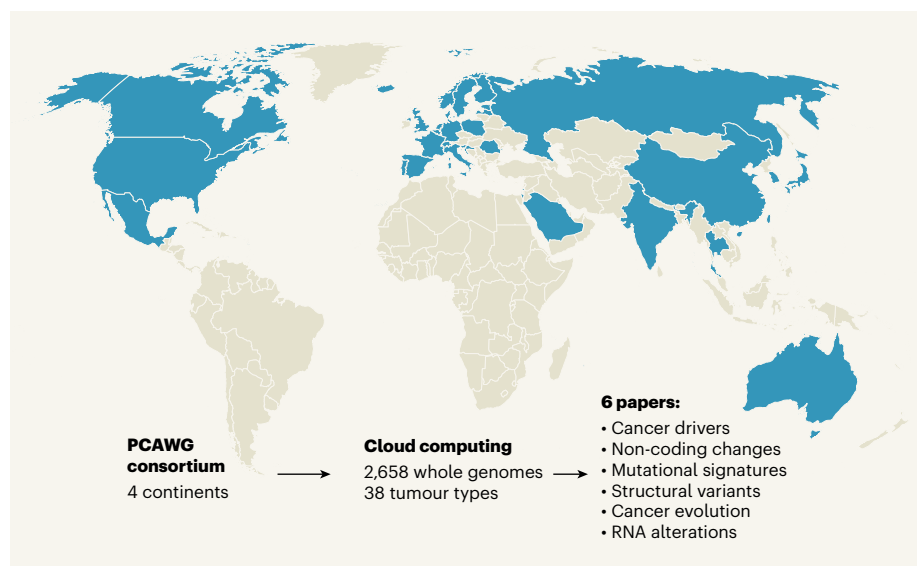 PCAWG
consortium
4 continents
Cloud computing
2,658 whole genomes
38 tumour types
6 papers:
• Cancer drivers
• Non-coding changes
• Mutational signatures
• Structural variants
• Cancer evolution
• RNA alterations